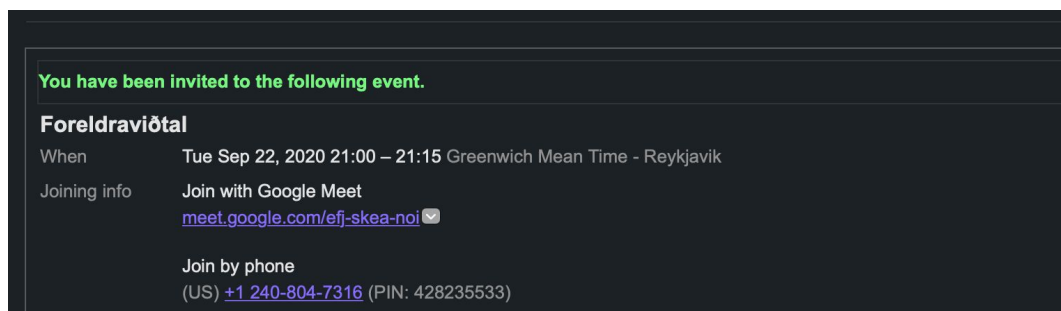 You have been invited to the following event.
Foreldraviðtal
When Tue Sep 22, 2020 21:00 – 21:15 Greenwich Mean Time - Reykjavik
Joining info Join with Google Meet
meet.google.com/efj-skea-noi
Join by phone
(US) +1 240-804-7316 (PIN: 428235533)